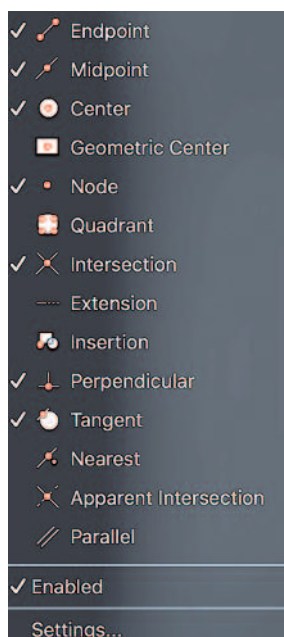 Endpoint
Midpoint
Center
Geometric Center
Node
Quadrant
Intersection
Extension
Insertion
Perpendicular
Tangent
Nearest
Apparent Intersection
Parallel
Enabled
Settings...